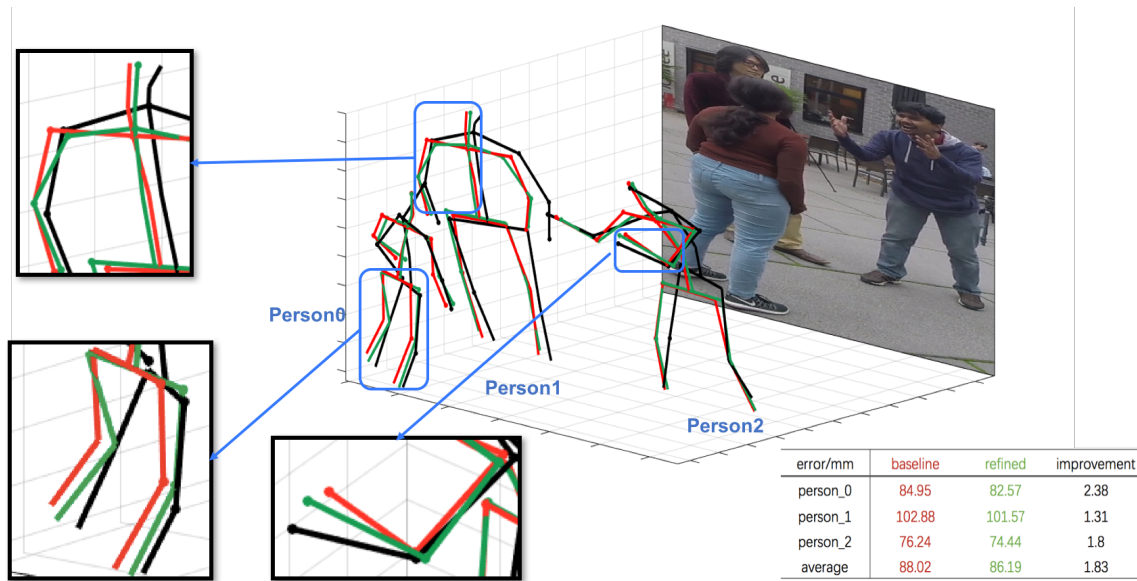 Person0
Person1
Person2
error/mm baseline refined improvement
person_0 84.95 82.57 2.38
person_1 102.88 101.57 1.31
person_2 76.24 74.44 1.8
average 88.02 86.19 1.83